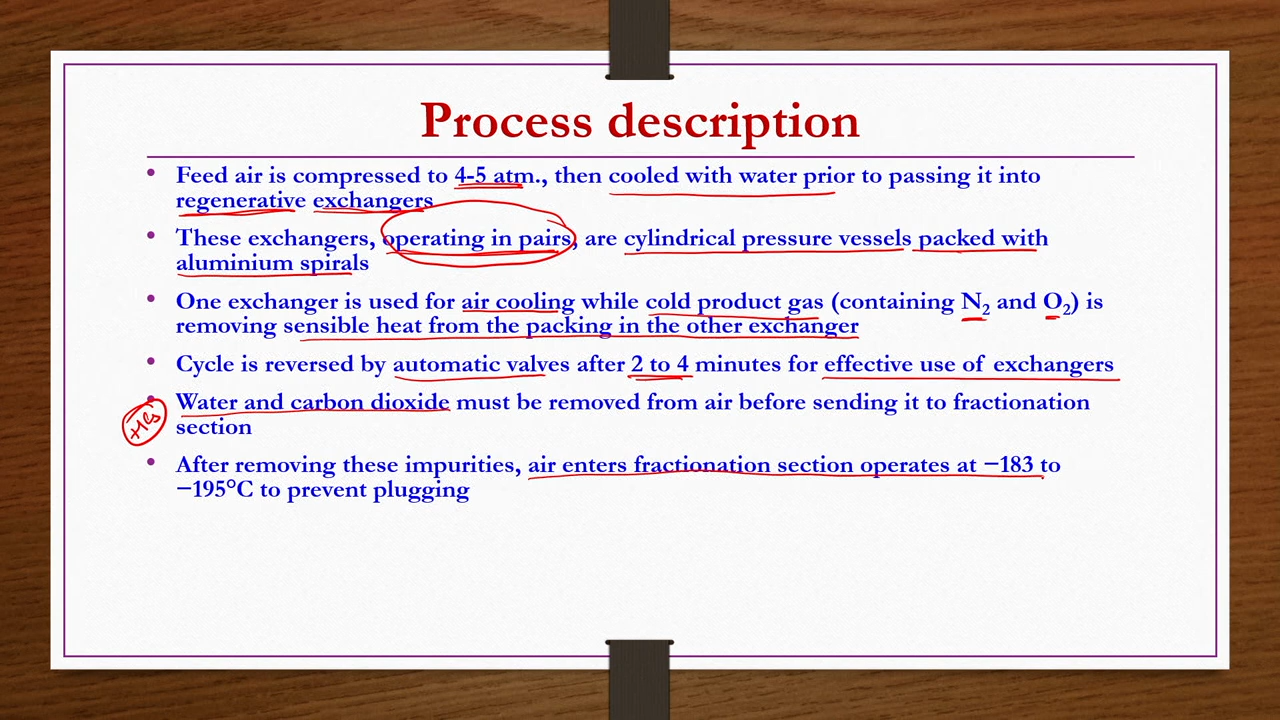 Process description
• Feed air is compressed to 4-5 atm., then cooled with water prior to passing it into
regenerative exchangers
• These exchangers, operating in pairs, are cylindrical pressure vessels packed with
aluminium spirals
• One exchanger is used for air cooling while cold product gas (containing N₂ and O₂) is
removing sensible heat from the packing in the other exchanger
• Cycle is reversed by automatic valves after 2 to 4 minutes for effective use of exchangers
• Water and carbon dioxide must be removed from air before sending it to fractionation
section
• After removing these impurities, air enters fractionation section operates at −183 to
−195°C to prevent plugging